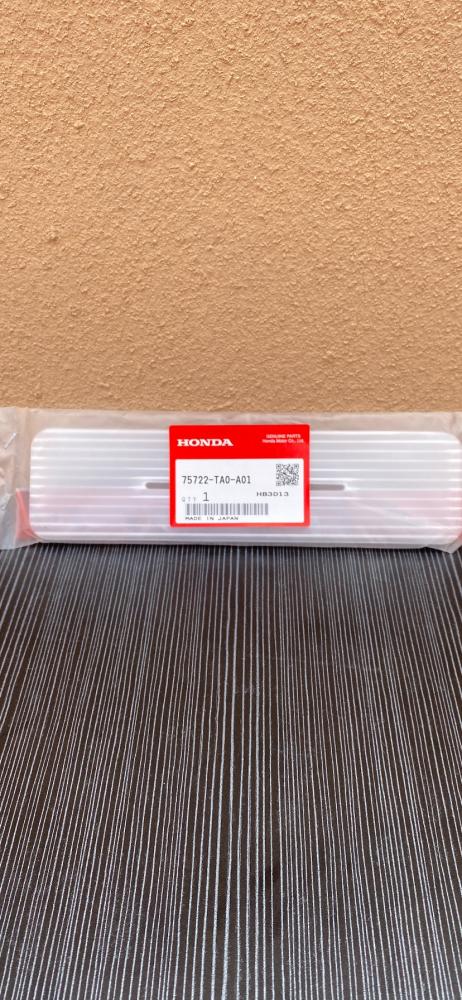 HONDA
GENUINE PARTS
Honda Motor Co., Ltd.
75722-TA0-A01
QTY 1
HB3D13
MADE IN JAPAN